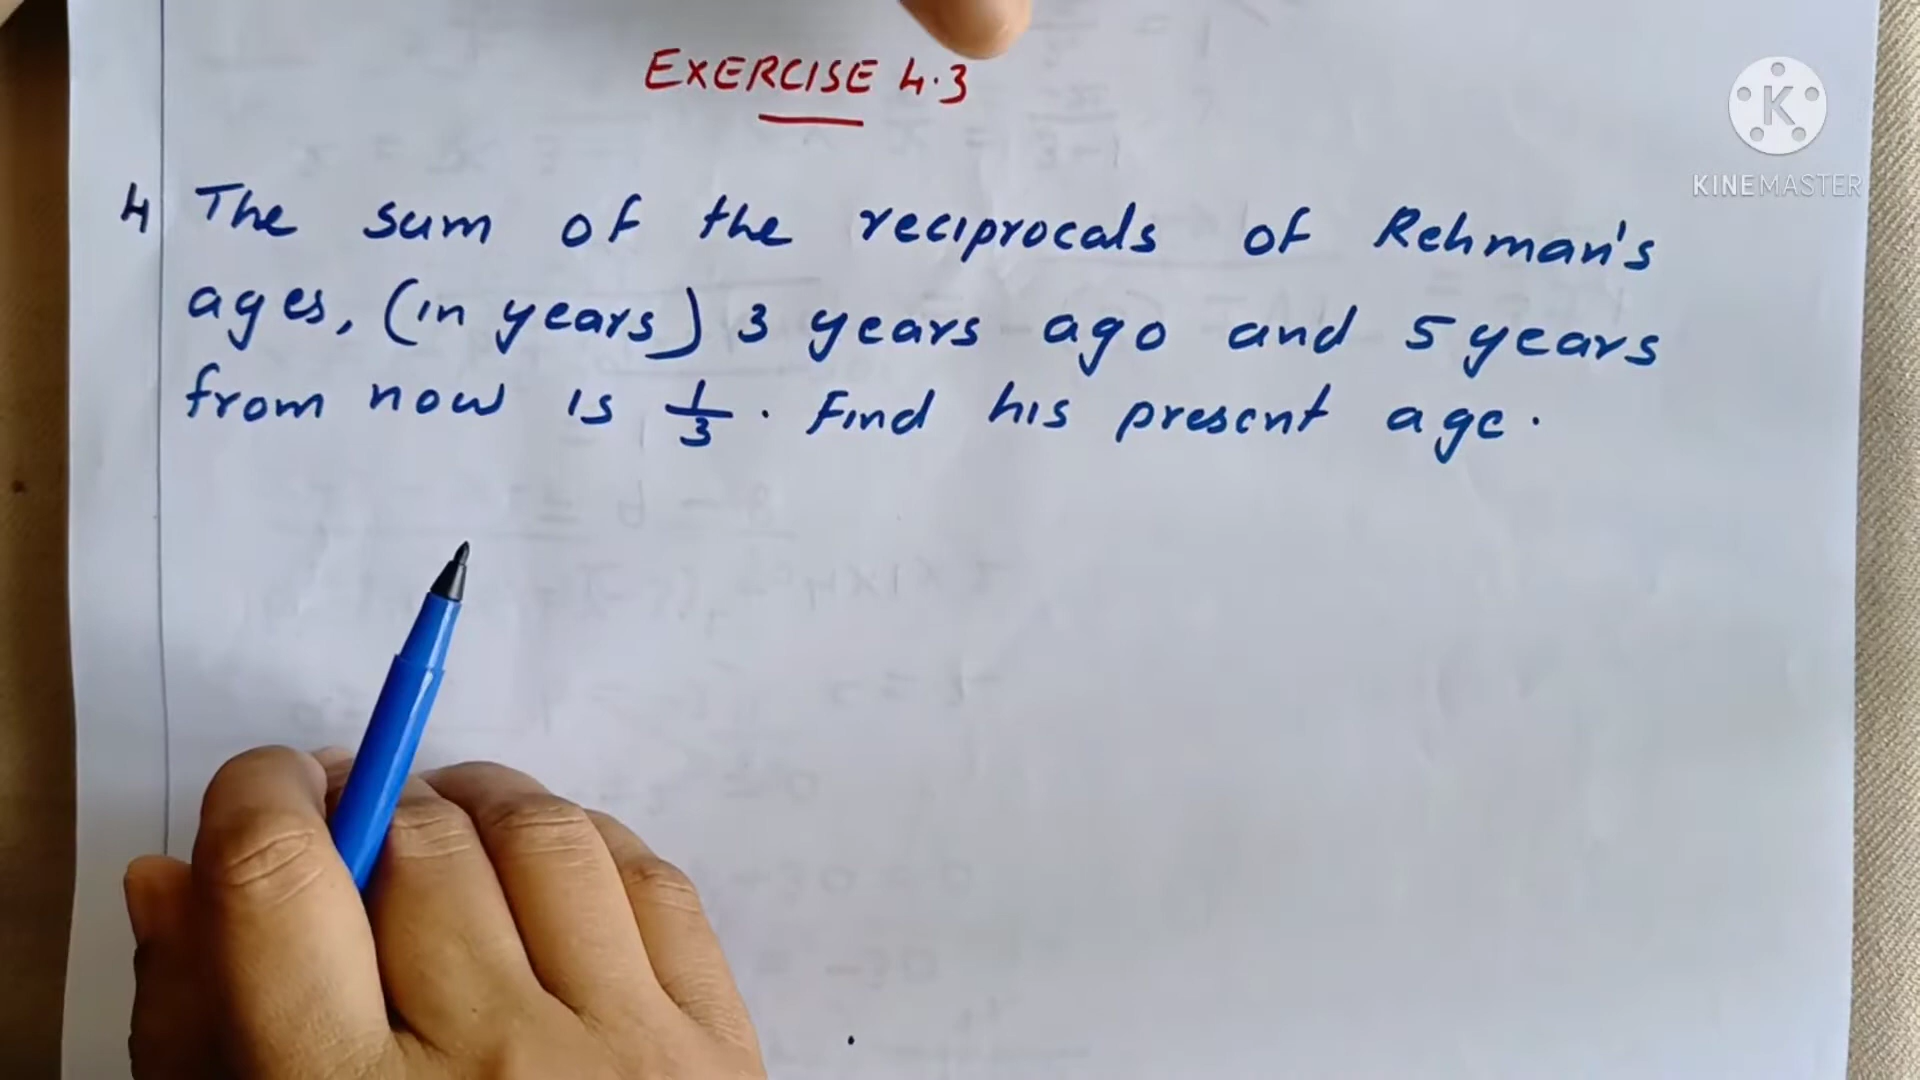 EXERCISE 4.3
K
KINEMASTER
4 The sum of the reciprocals of Rehman's
ages, (in years) 3 years ago and 5 years
from now is 1/3. Find his present age.